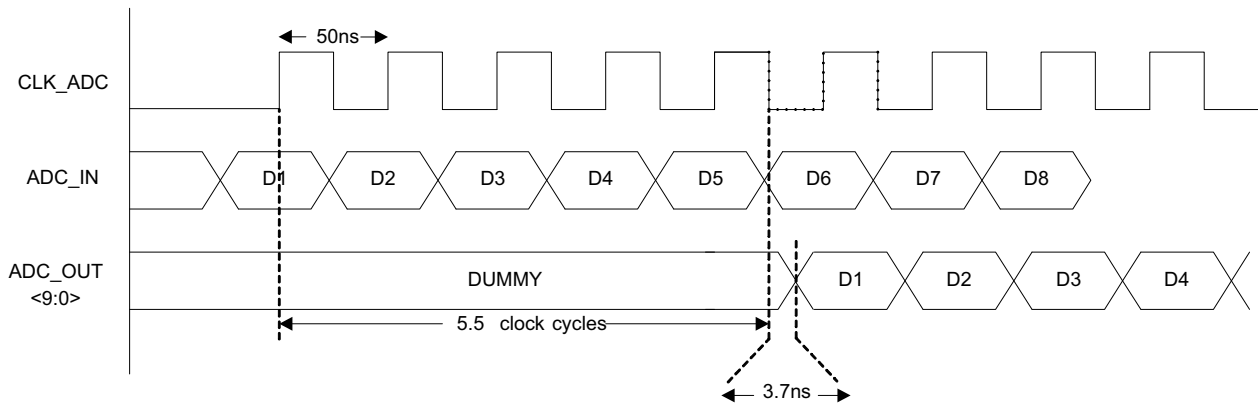 50ns
CLK_ADC
ADC_IN
D1 D2 D3 D4 D5 D6 D7 D8
ADC_OUT
<9:0>
DUMMY D1 D2 D3 D4
5.5 clock cycles
3.7ns